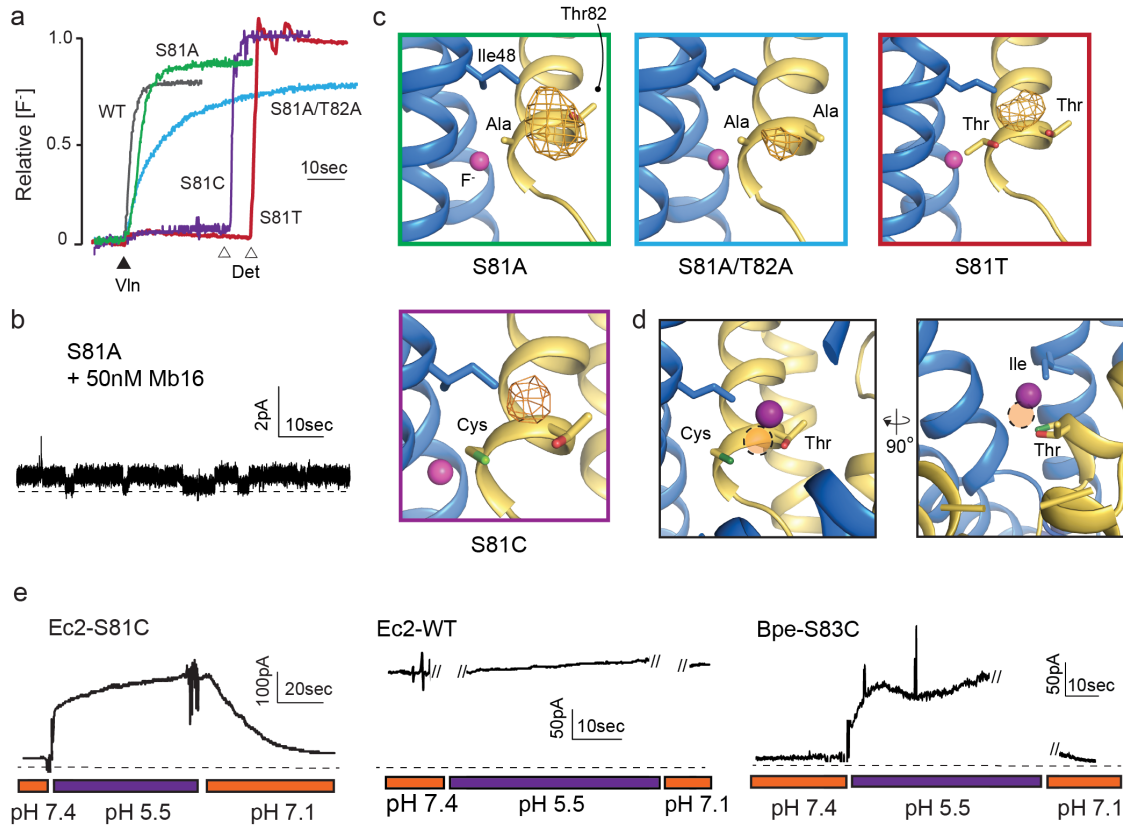 a
Relative [F-]
1.0
0.5
0
WT
S81A
S81A/T82A
S81C
S81T
10sec
Vln
Det
b
S81A
+ 50nM Mb16
2pA
10sec
c
Thr82
Ile48
Ala
F-
S81A
Ala
Ala
S81A/T82A
Thr
Thr
S81T
Cys
S81C
d
Cys
Thr
90°
Ile
Thr
e
Ec2-S81C
100pA
20sec
pH 7.4
pH 5.5
pH 7.1
Ec2-WT
// // // //
50pA
10sec
pH 7.4
pH 5.5
pH 7.1
Bpe-S83C
// //
50pA
10sec
pH 7.4
pH 5.5
pH 7.1